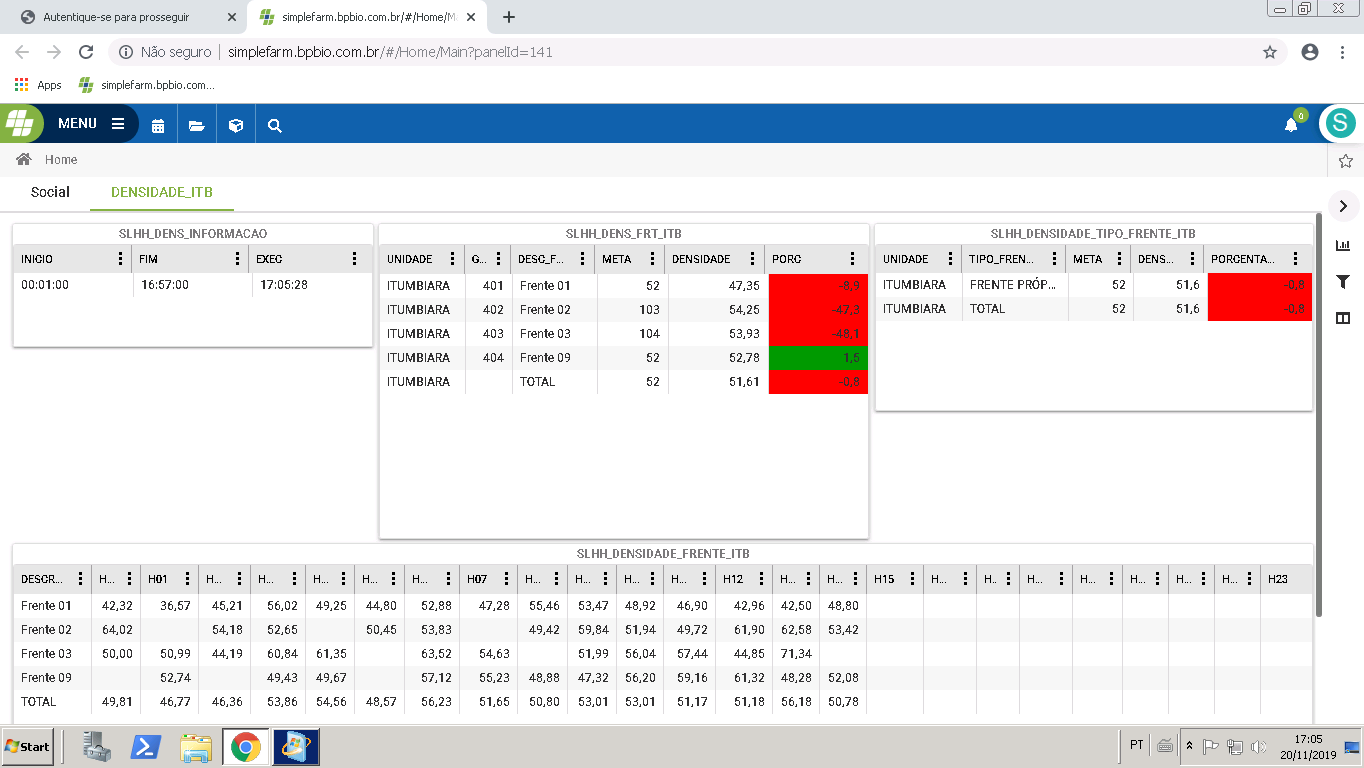 Autentique-se para prosseguir
simplefarm.bpbio.com.br/#/Home/M
Não seguro simplefarm.bpbio.com.br/#/Home/Main?panelId=141
Apps simplefarm.bpbio.com...
MENU 0 S
Home
Social DENSIDADE_ITB
SLHH_DENS_INFORMACAO
INICIO FIM EXEC
00:01:00 16:57:00 17:05:28
SLHH_DENS_FRT_ITB
UNIDADE G... DESC_F... META DENSIDADE PORC
ITUMBIARA 401 Frente 01 52 47,35 -8,9
ITUMBIARA 402 Frente 02 103 54,25 -47,3
ITUMBIARA 403 Frente 03 104 53,93 -48,1
ITUMBIARA 404 Frente 09 52 52,78 1,5
ITUMBIARA TOTAL 52 51,61 -0,8
SLHH_DENSIDADE_TIPO_FRENTE_ITB
UNIDADE TIPO_FREN... META DENS... PORCENTA...
ITUMBIARA FRENTE PRÓP... 52 51,6 -0,8
ITUMBIARA TOTAL 52 51,6 -0,8
SLHH_DENSIDADE_FRENTE_ITB
DESCR... H... H01 H... H... H... H... H... H07 H... H... H... H... H12 H... H... H15 H... H.. H... H... H... H... H... H23
Frente 01 42,32 36,57 45,21 56,02 49,25 44,80 52,88 47,28 55,46 53,47 48,92 46,90 42,96 42,50 48,80
Frente 02 64,02 54,18 52,65 50,45 53,83 49,42 59,84 51,94 49,72 61,90 62,58 53,42
Frente 03 50,00 50,99 44,19 60,84 61,35 63,52 54,63 51,99 56,04 57,44 44,85 71,34
Frente 09 52,74 49,43 49,67 57,12 55,23 48,88 47,32 56,20 59,16 61,32 48,28 52,08
TOTAL 49,81 46,77 46,36 53,86 54,56 48,57 56,23 51,65 50,80 53,01 53,01 51,17 51,18 56,18 50,78
Start PT 17:05
20/11/2019